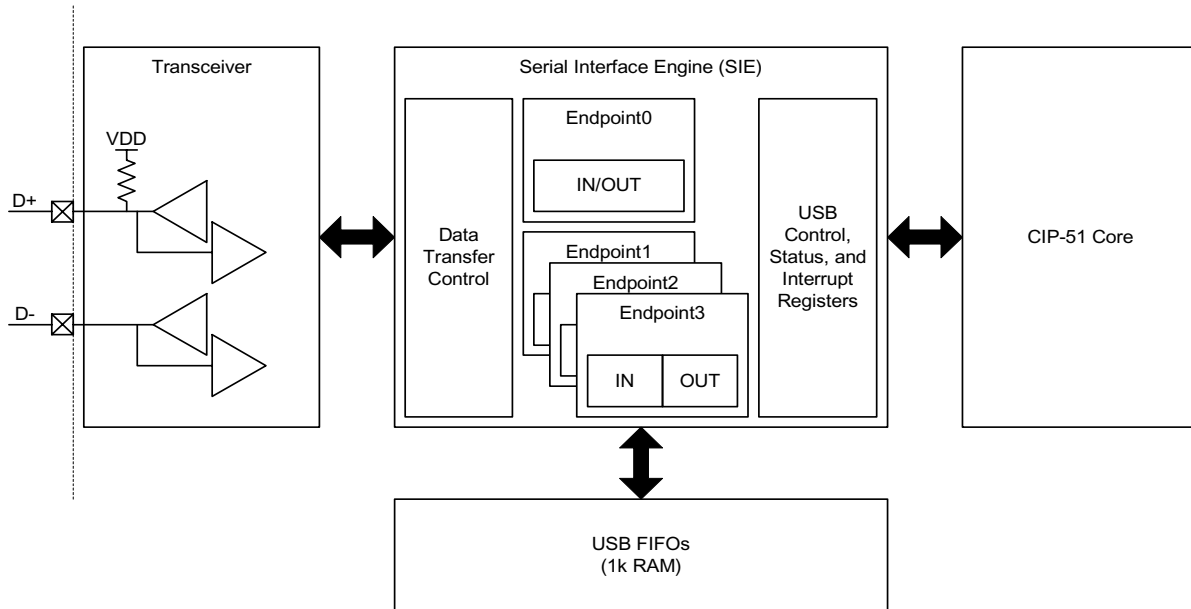 Transceiver
VDD
D+
D-
Serial Interface Engine (SIE)
Data
Transfer
Control
Endpoint0
IN/OUT
Endpoint1
Endpoint2
Endpoint3
IN
OUT
USB
Control,
Status, and
Interrupt
Registers
CIP-51 Core
USB FIFOs
(1k RAM)